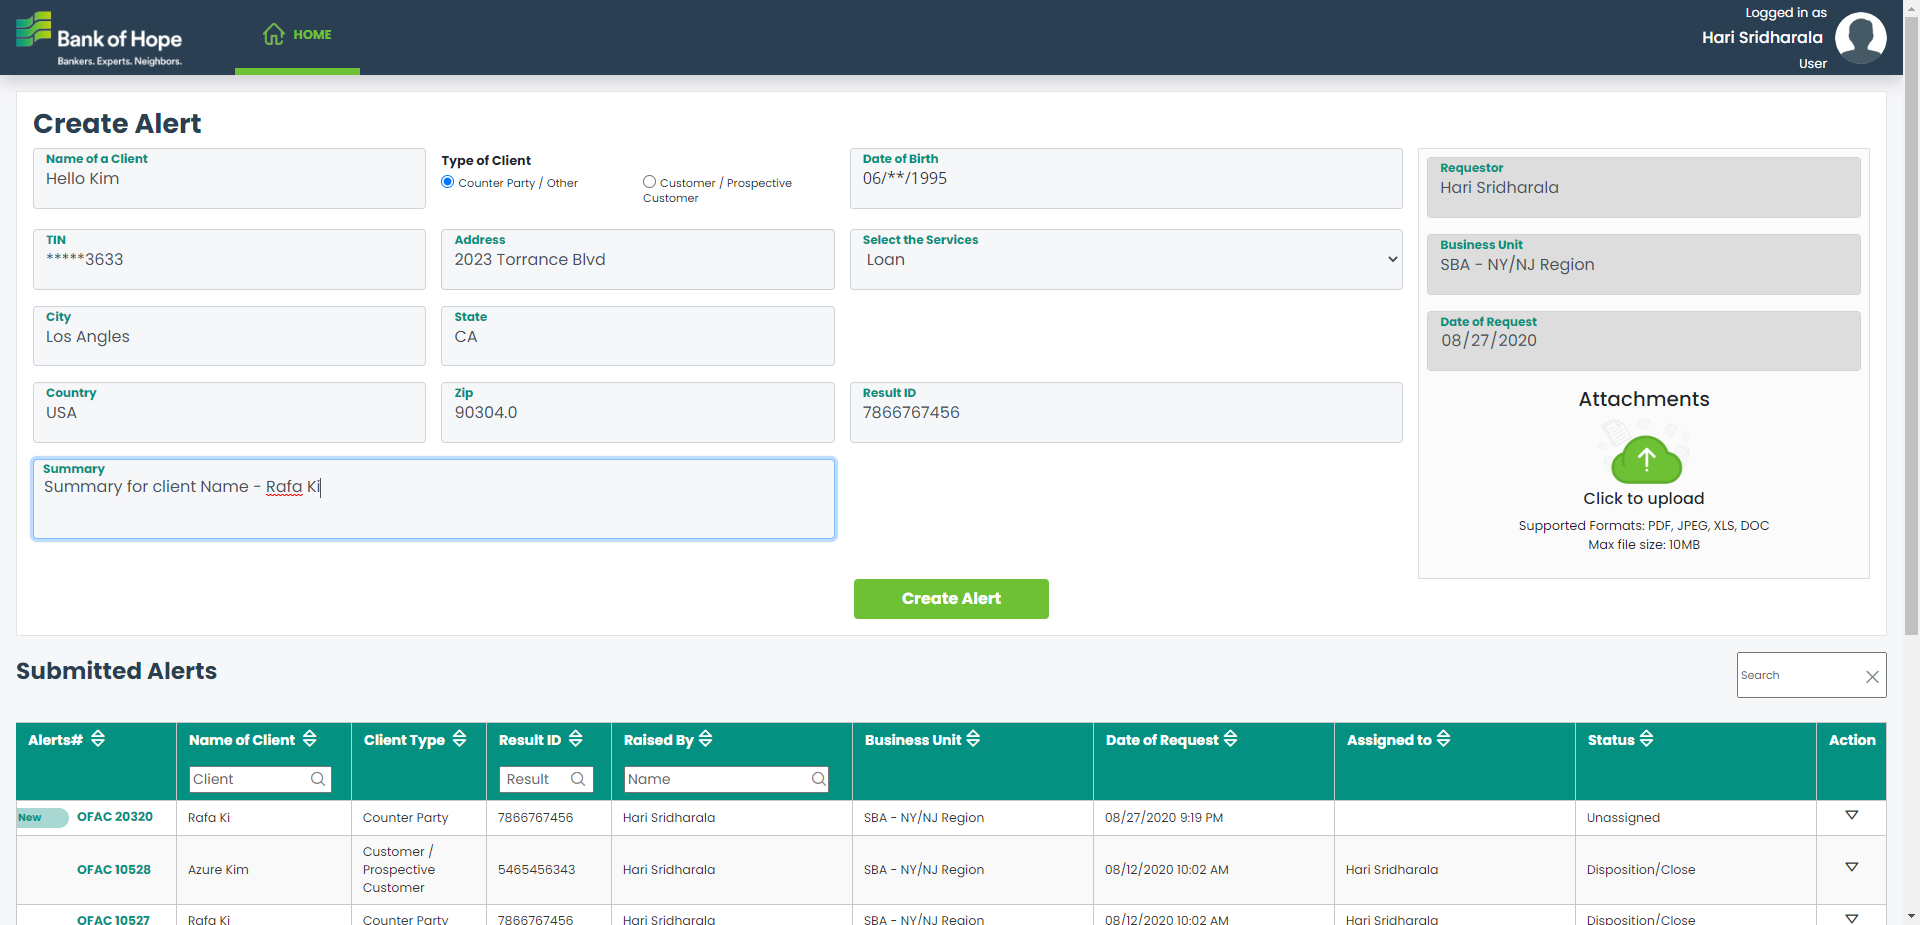 Bank of Hope
Bankers. Experts. Neighbors.
HOME
Logged in as
Hari Sridharala
User
Create Alert
Name of a Client
Hello Kim
Type of Client
Counter Party / Other
Customer / Prospective
Customer
Date of Birth
06/**/1995
Requestor
Hari Sridharala
TIN
*****3633
Address
2023 Torrance Blvd
Select the Services
Loan
Business Unit
SBA - NY/NJ Region
City
Los Angles
State
CA
Date of Request
08/27/2020
Country
USA
Zip
90304.0
Result ID
7866767456
Attachments
Click to upload
Supported Formats: PDF, JPEG, XLS, DOC
Max file size: 10MB
Summary
Summary for client Name - Rafa Ki
Create Alert
Submitted Alerts
Search
Alerts# Name of Client Client Type Result ID Raised By Business Unit Date of Request Assigned to Status Action
Client Result Name
New OFAC 20320 Rafa Ki Counter Party 7866767456 Hari Sridharala SBA - NY/NJ Region 08/27/2020 9:19 PM Unassigned
OFAC 10528 Azure Kim Customer / Prospective Customer 5465456343 Hari Sridharala SBA - NY/NJ Region 08/12/2020 10:02 AM Hari Sridharala Disposition/Close
OFAC 10527 Rafa Ki Counter Party 7866767456 Hari Sridharala SBA - NY/NJ Region 08/12/2020 10:02 AM Hari Sridharala Disposition/Close